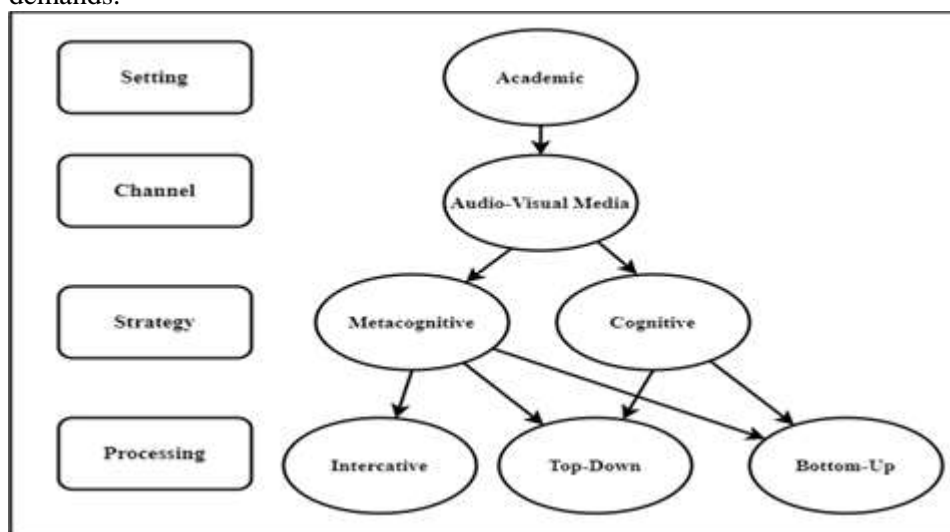 demands.
Setting
Academic
Channel
Audio-Visual Media
Strategy
Metacognitive
Cognitive
Processing
Intercative
Top-Down
Bottom-Up